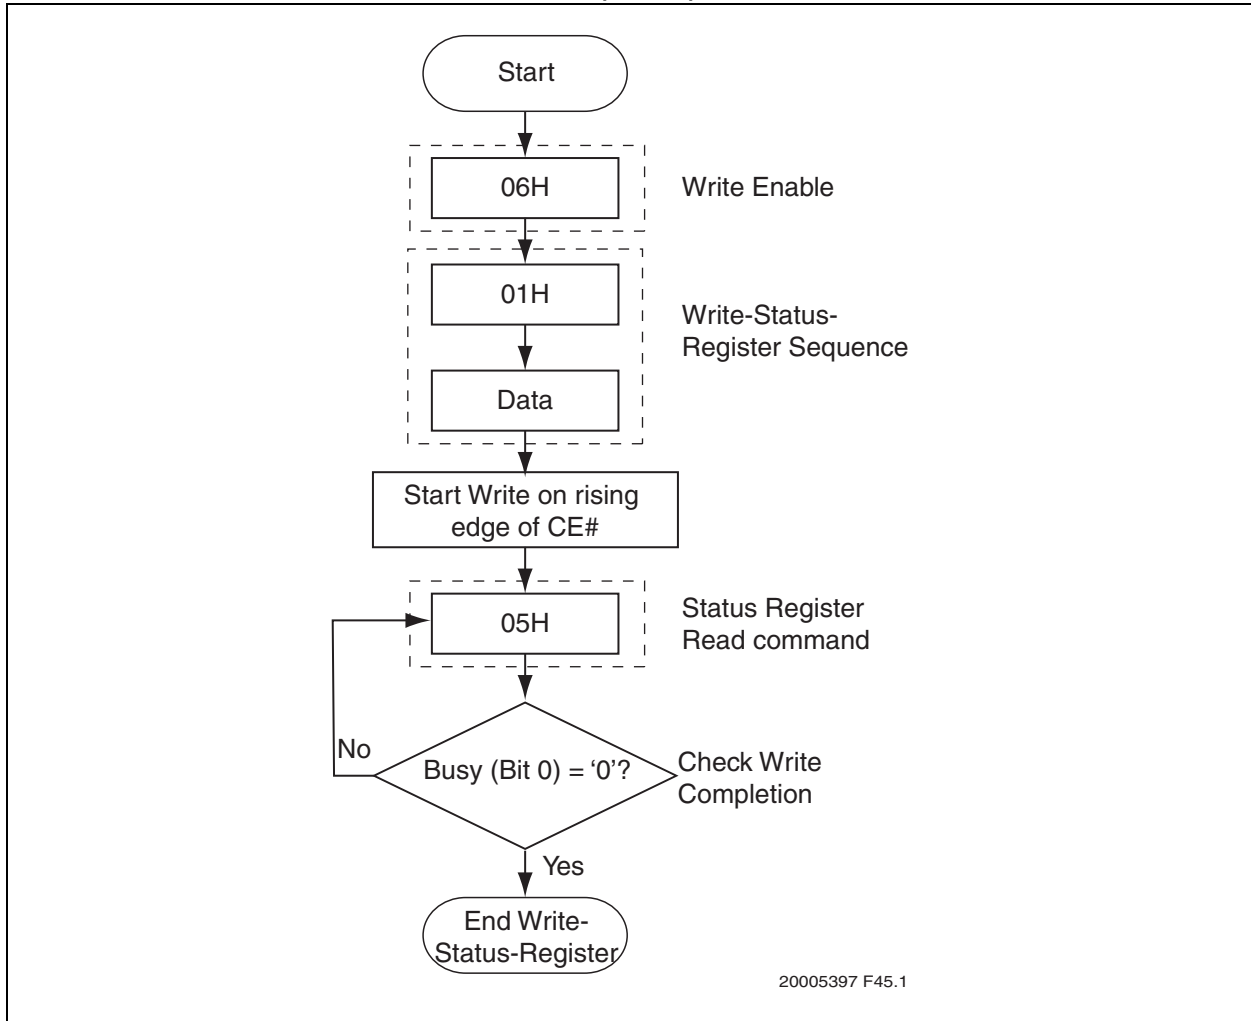 Start
06H
Write Enable
01H
Write-Status-
Register Sequence
Data
Start Write on rising
edge of CE#
05H
Status Register
Read command
No
Busy (Bit 0) = ‘0’?
Check Write
Completion
Yes
End Write-
Status-Register
20005397 F45.1